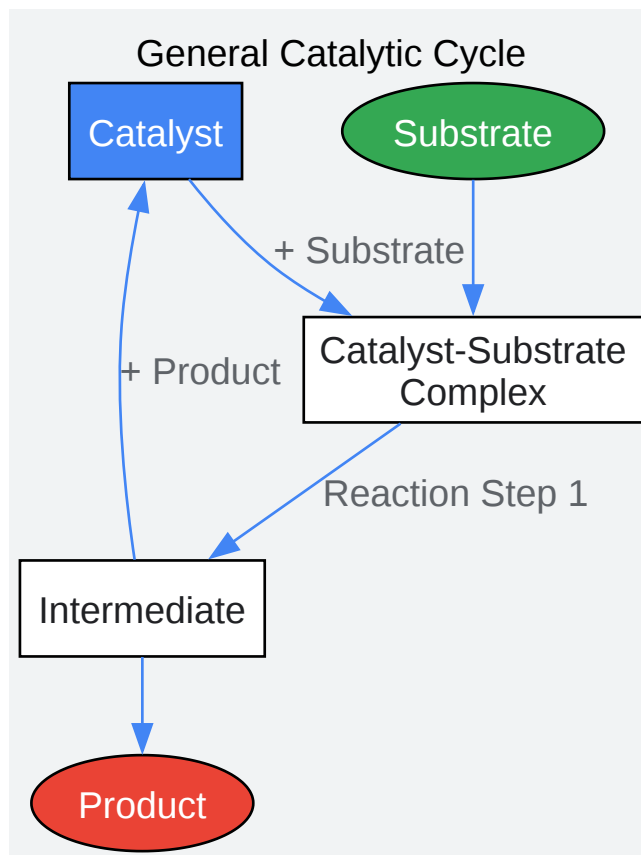 General Catalytic Cycle
Catalyst
Substrate
+ Substrate
Catalyst-Substrate
Complex
+ Product
Reaction Step 1
Intermediate
Product